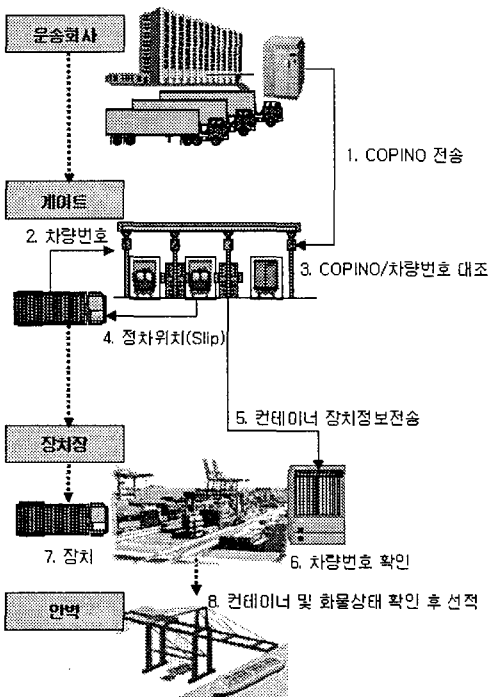 운송회사
1. COPINO 전송
게이트
2. 차량번호
3. COPINO/차량번호 대조
4. 정차위치(Slip)
5. 컨테이너 장치정보전송
장치장
7. 장치
6. 차량번호 확인
안벽
8. 컨테이너 및 화물상태 확인 후 선적